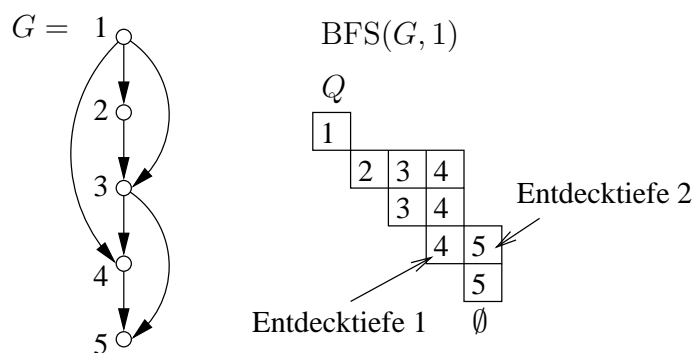 G =
1
2
3
4
5
BFS(G, 1)
Q
1
2 3 4
3 4
4 5
5
∅
Entdecktiefe 2
Entdecktiefe 1